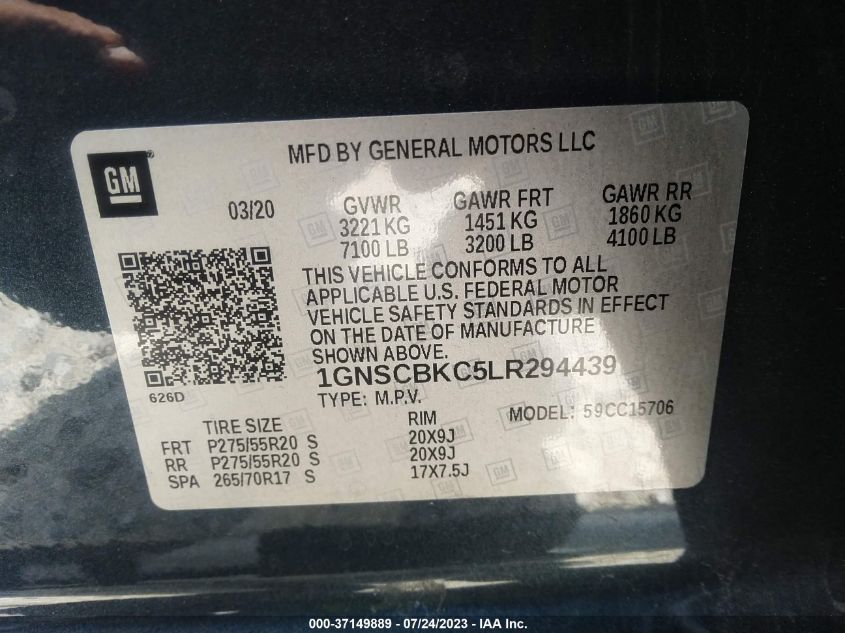 MFD BY GENERAL MOTORS LLC
GM
03/20
GVWR GAWR FRT GAWR RR
3221 KG 1451 KG 1860 KG
7100 LB 3200 LB 4100 LB
THIS VEHICLE CONFORMS TO ALL
APPLICABLE U.S. FEDERAL MOTOR
VEHICLE SAFETY STANDARDS IN EFFECT
ON THE DATE OF MANUFACTURE
SHOWN ABOVE.
626D
1GNSCBKC5LR294439
TYPE: M.P.V.
MODEL: 59CC15706
TIRE SIZE RIM
FRT P275/55R20 S 20X9J
RR P275/55R20 S 20X9J
SPA 265/70R17 S 17X7.5J
000-37149889 - 07/24/2023 - IAA Inc.